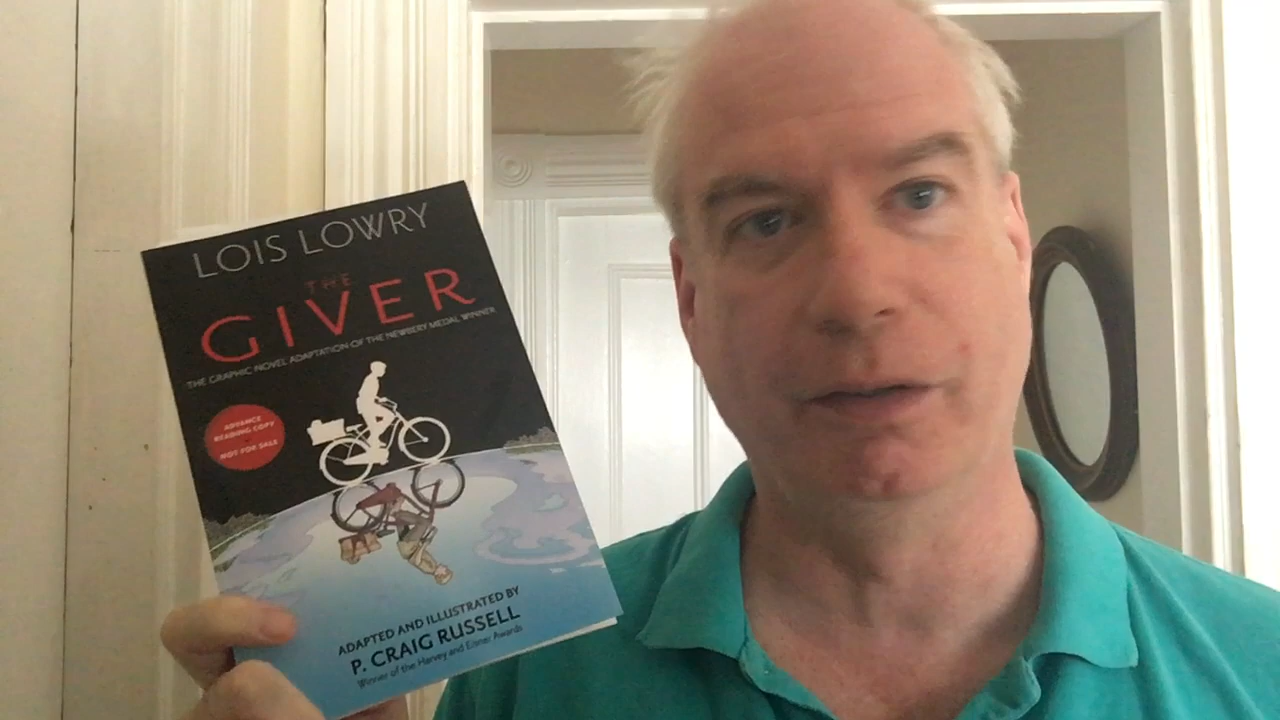 LOIS LOWRY
THE
GIVER
THE GRAPHIC NOVEL ADAPTATION OF THE NEWBERY MEDAL WINNER
ADVANCE
READING COPY
NOT FOR SALE
ADAPTED AND ILLUSTRATED BY
P. CRAIG RUSSELL
Winner of the Harvey and Eisner Awards